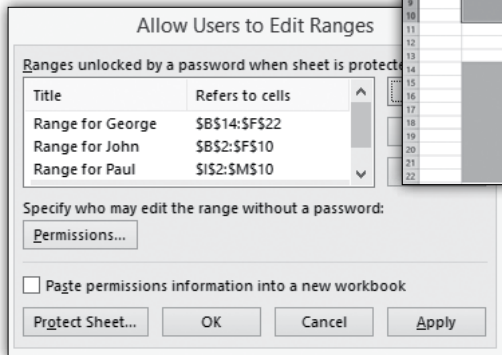 Allow Users to Edit Ranges
Ranges unlocked by a password when sheet is
Title Refers to cells
Range for George $B$14:$F$22
Range for John $B$2:$F$10
Range for Paul $I$2:$M$10
Specify who may edit the range without a password:
Permissions...
Paste permissions information into a new workbook
Protect Sheet... OK Cancel Apply
9
10
11
12
13
14
15
16
17
18
19
20
21
22